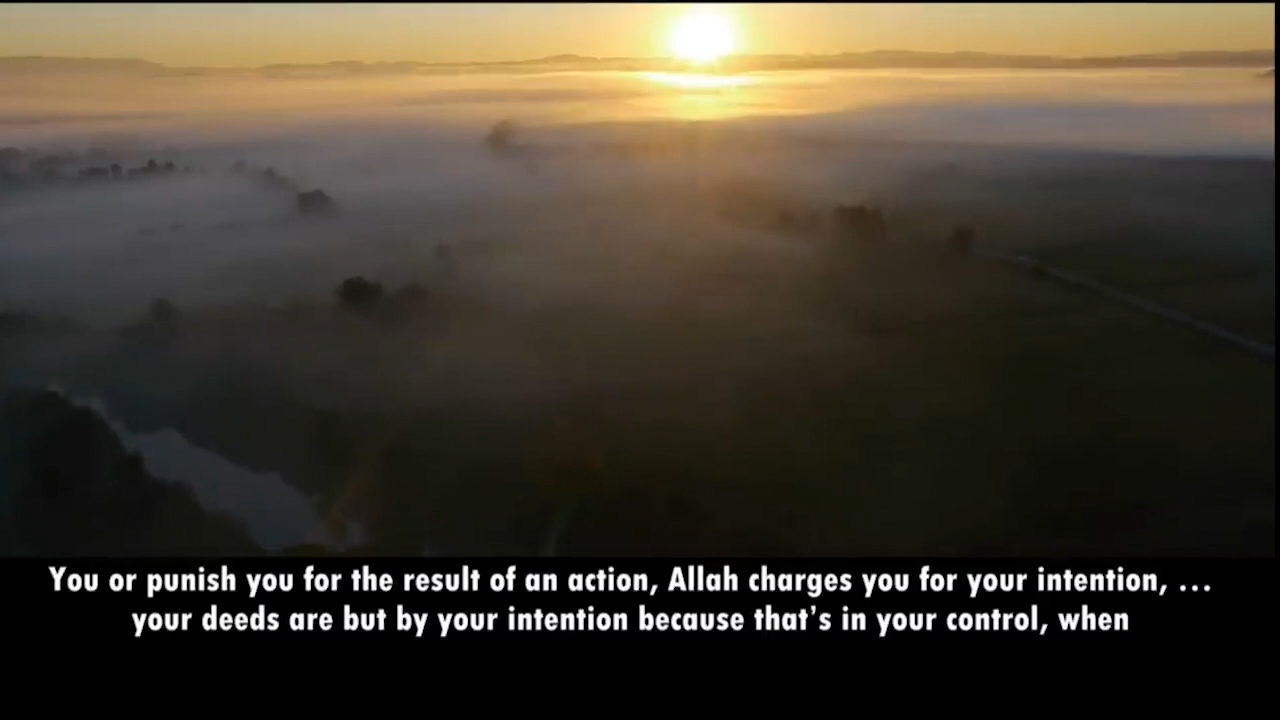 You or punish you for the result of an action, Allah charges you for your intention, ...
your deeds are but by your intention because that's in your control, when